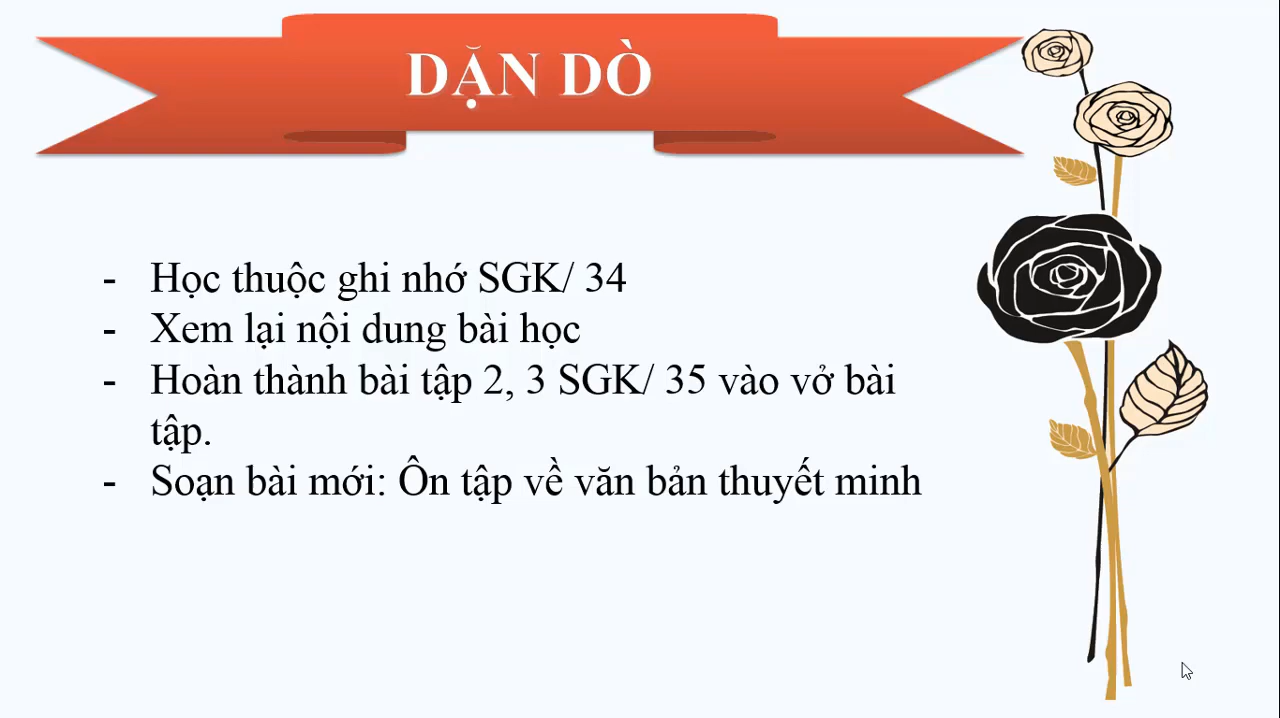 DẶN DÒ
- Học thuộc ghi nhớ SGK/ 34
- Xem lại nội dung bài học
- Hoàn thành bài tập 2, 3 SGK/ 35 vào vở bài
tập.
- Soạn bài mới: Ôn tập về văn bản thuyết minh